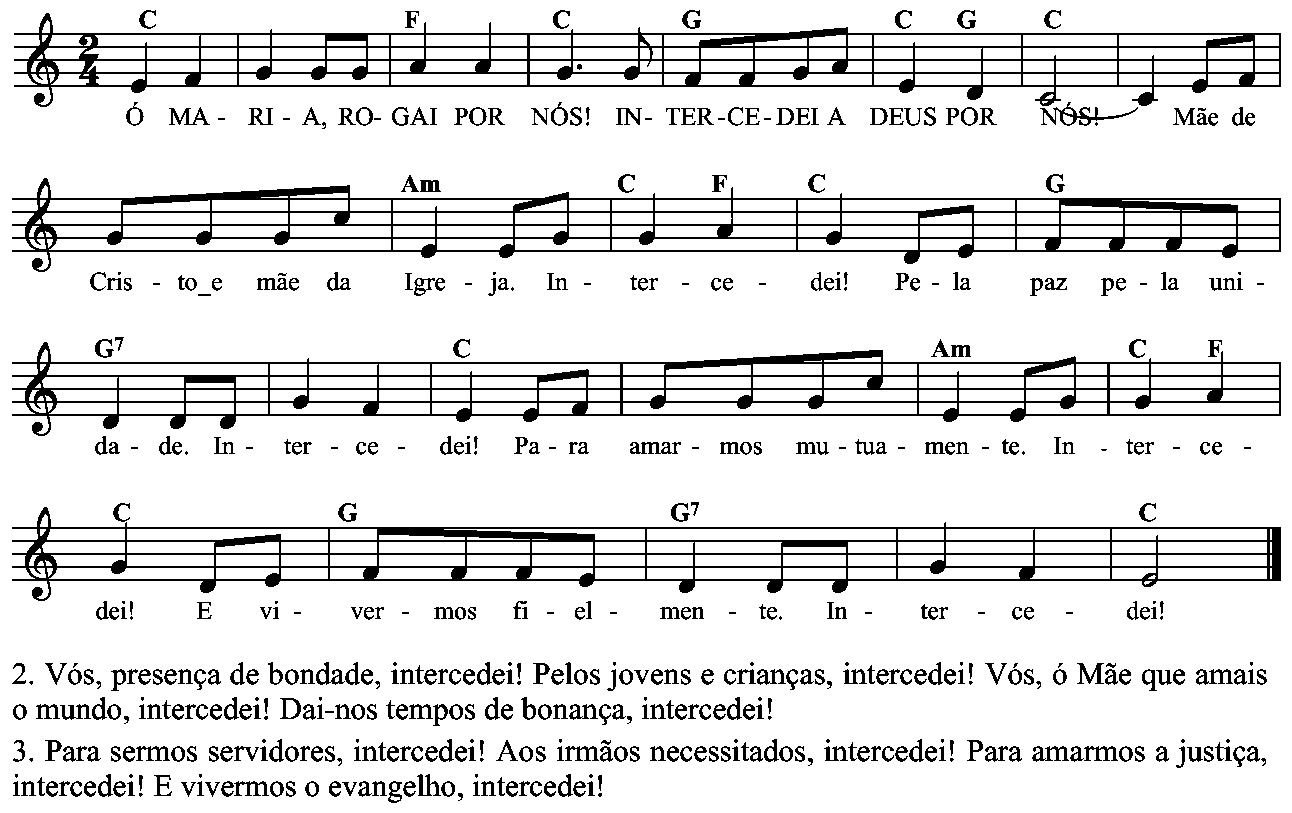 C F C G C G C
2
4
Ó MA - RI - A, RO- GAI POR NÓS! IN- TER-CE-DEI A DEUS POR NÓS! Mãe de
Am C F C G
Cris - to_e mãe da Igre - ja. In - ter - ce - dei! Pe - la paz pe - la uni -
G7 C Am C F
da - de. In - ter - ce - dei! Pa - ra amar - mos mu - tua - men - te. In - ter - ce -
C G G7 C
dei! E vi - ver - mos fi - el - men - te. In - ter - ce - dei!
2. Vós, presença de bondade, intercedei! Pelos jovens e crianças, intercedei! Vós, ó Mãe que amais
o mundo, intercedei! Dai-nos tempos de bonança, intercedei!
3. Para sermos servidores, intercedei! Aos irmãos necessitados, intercedei! Para amarmos a justiça,
intercedei! E vivermos o evangelho, intercedei!